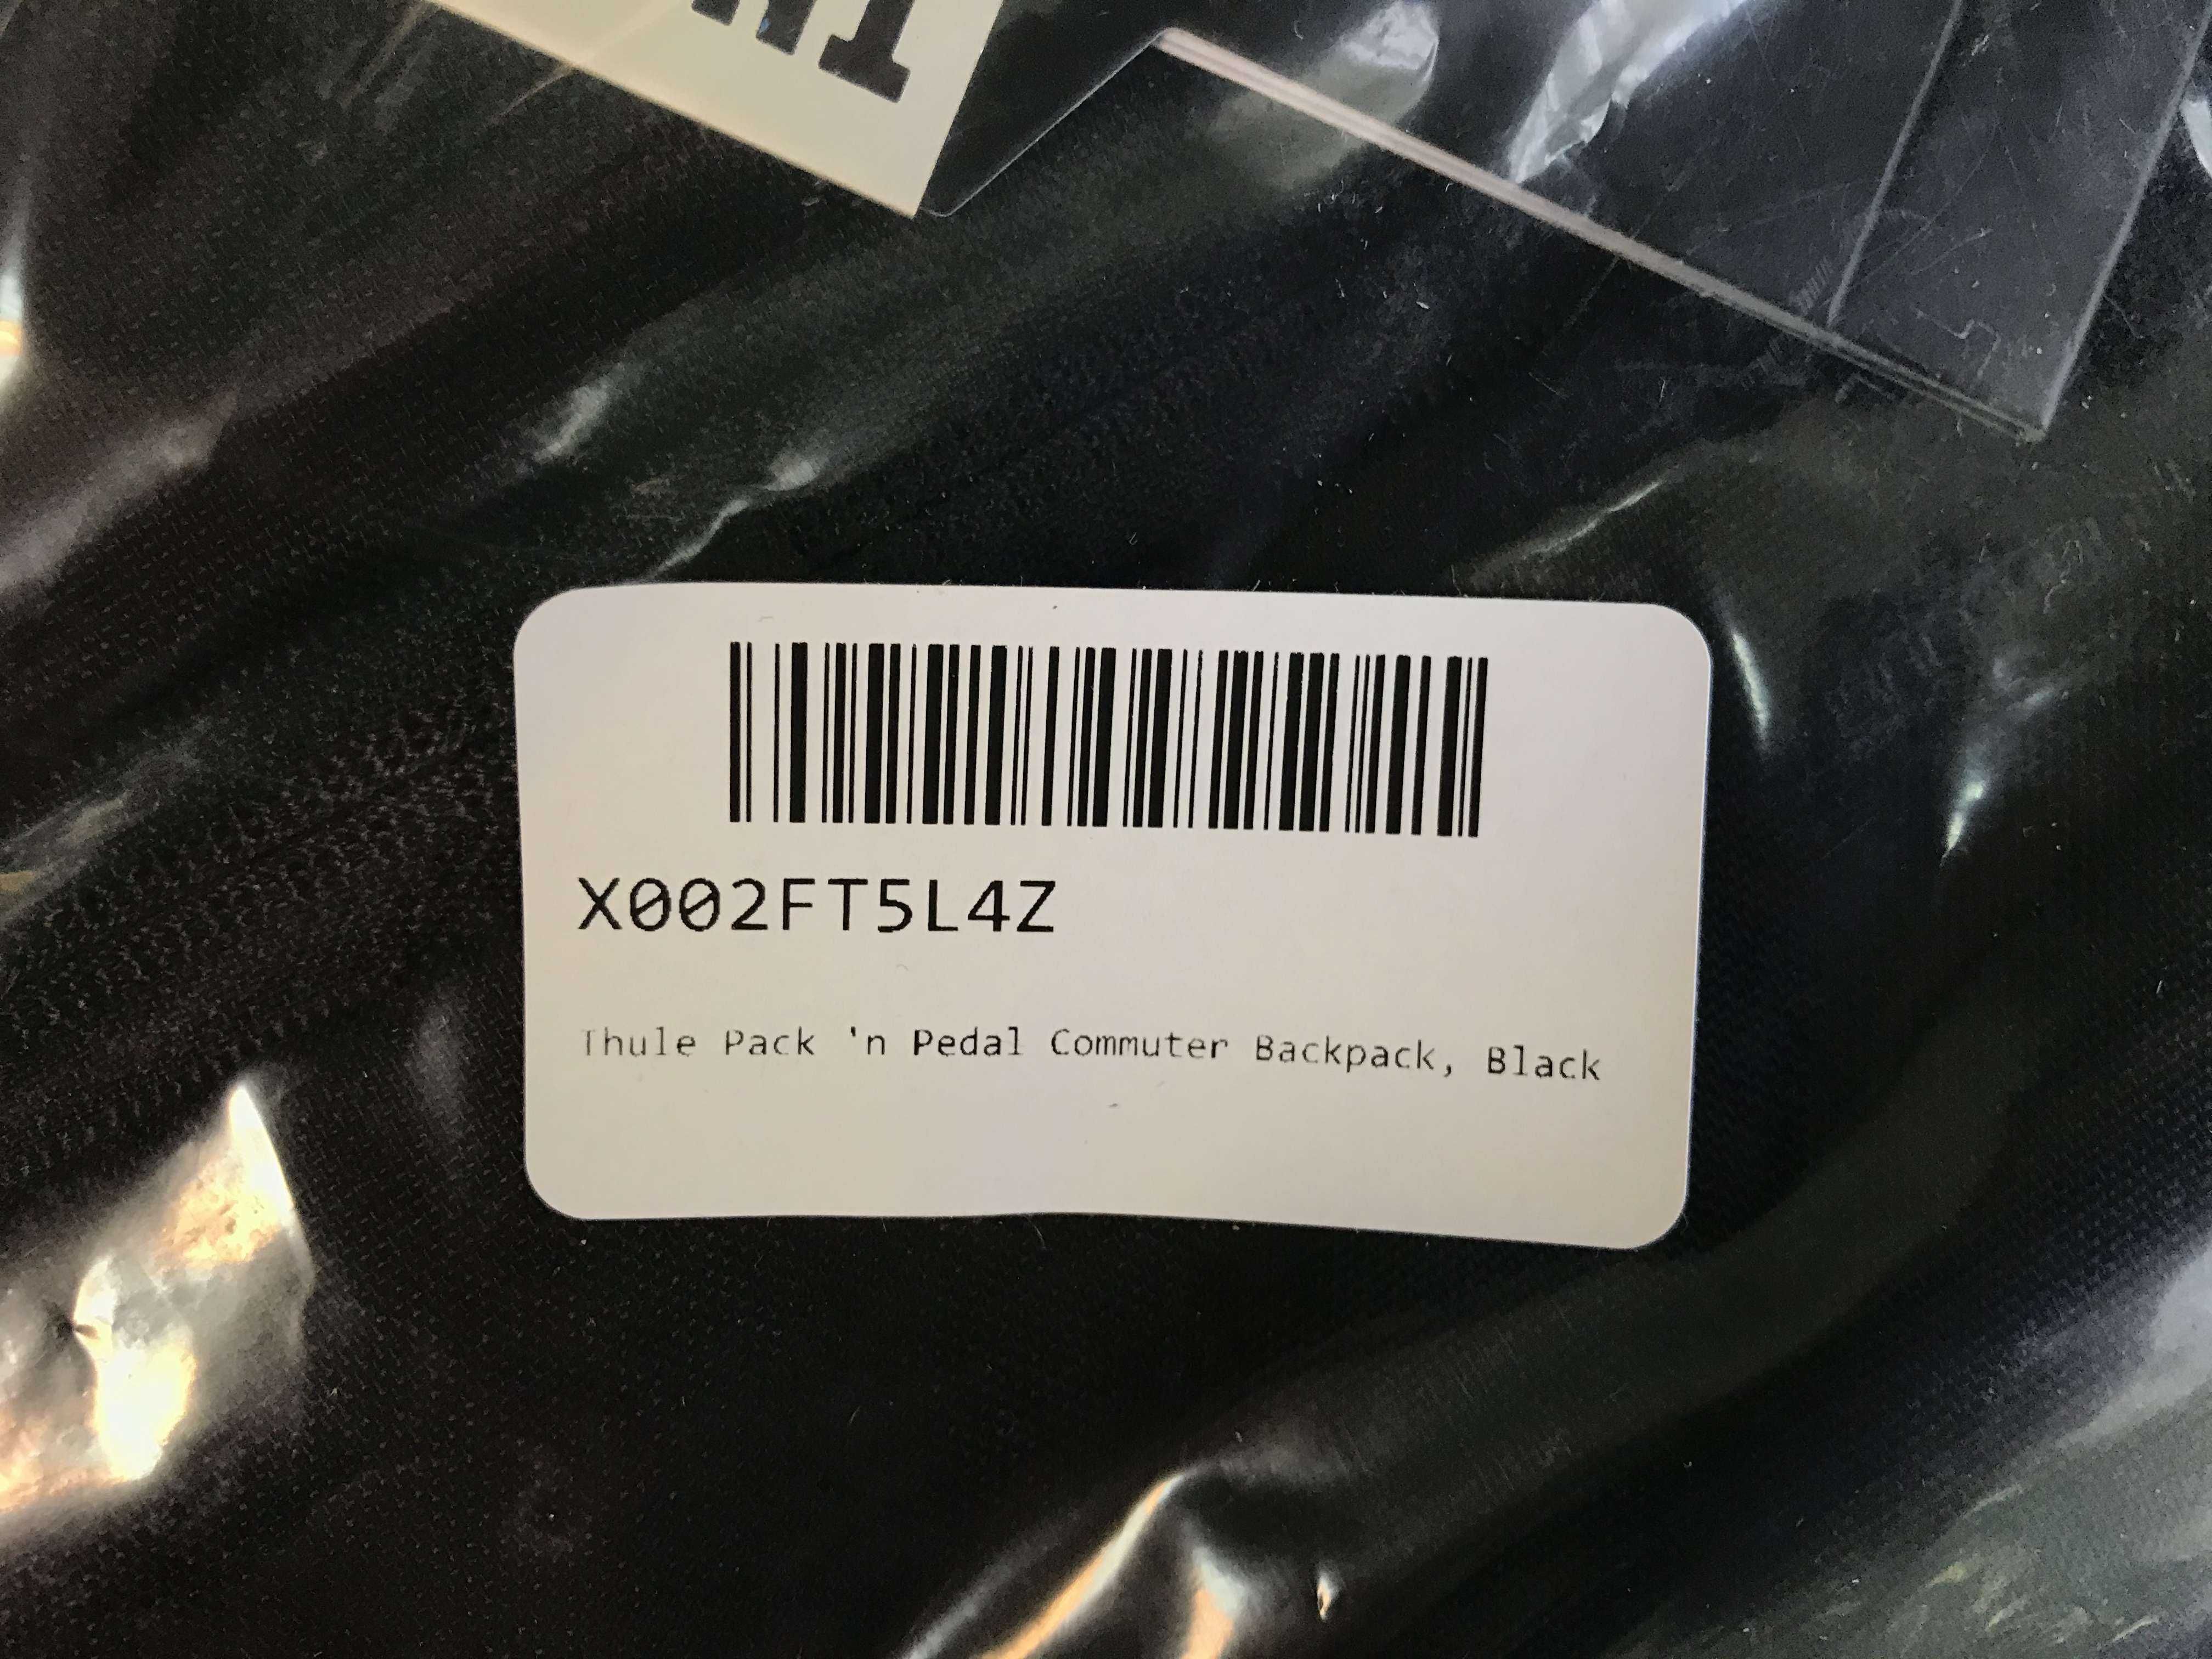 X002FT5L4Z
Thule Pack 'n Pedal Commuter Backpack, Black